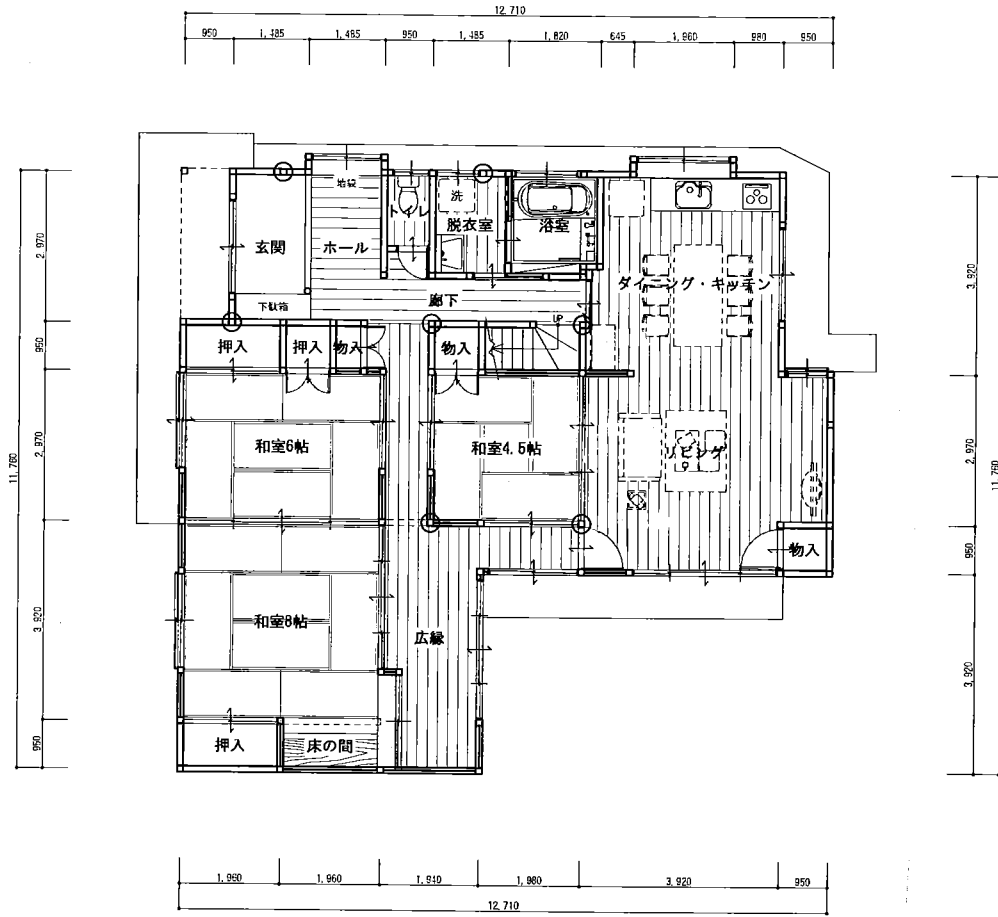 12,710
950 1,485 1,485 950 1,485 1,820 645 1,960 980 950
地袋
トイレ
洗
脱衣室
浴室
玄関
ホール
ダイニング・キッチン
下駄箱
廊下
UP
押入
押入
物入
物入
和室6帖
和室4.5帖
リビング
物入
和室8帖
広縁
押入
床の間
11,760
2,970
950
2,970
3,920
950
3,920
2,970
950
3,920
11,760
1,960 1,960 1,940 1,980 3,920 950
12,710